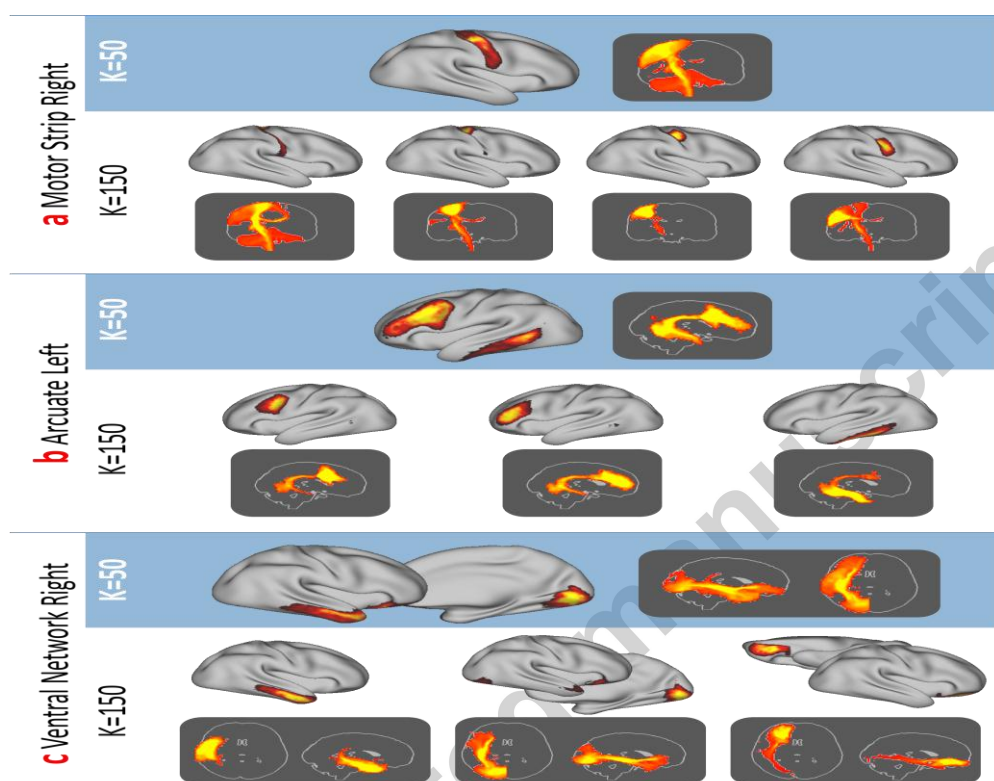 a Motor Strip Right
K=50
K=150
b Arcuate Left
K=50
K=150
c Ventral Network Right
K=50
K=150